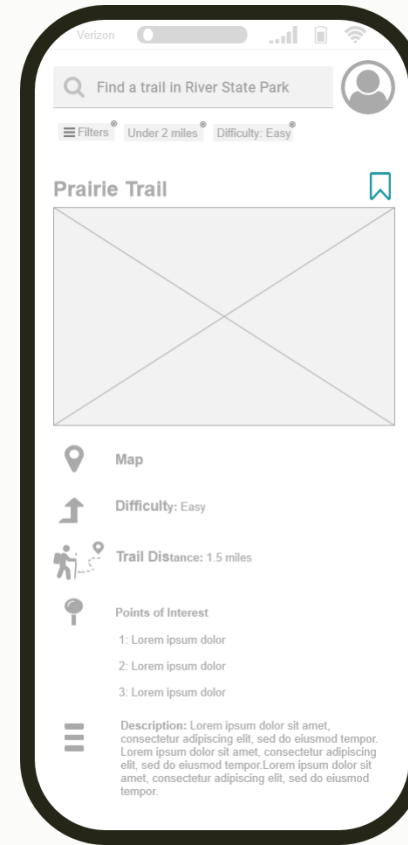 Verizon
Find a trail in River State Park
Filters Under 2 miles Difficulty: Easy
Prairie Trail
Map
Difficulty: Easy
Trail Distance: 1.5 miles
Points of Interest
1: Lorem ipsum dolor
2: Lorem ipsum dolor
3: Lorem ipsum dolor
Description: Lorem ipsum dolor sit amet,
consectetur adipiscing elit, sed do eiusmod tempor.
Lorem ipsum dolor sit amet, consectetur adipiscing
elit, sed do eiusmod tempor.Lorem ipsum dolor sit
amet, consectetur adipiscing elit, sed do eiusmod
tempor.